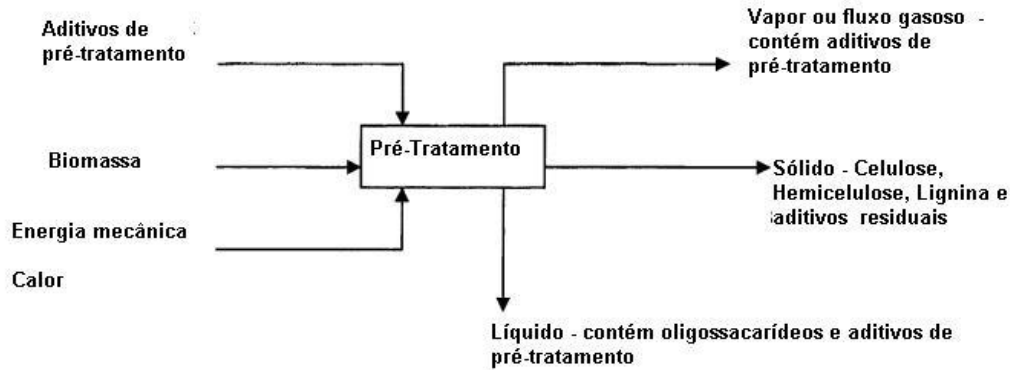 Aditivos de
pré-tratamento
Vapor ou fluxo gasoso -
contém aditivos de
pré-tratamento
Biomassa
Pré-Tratamento
Sólido - Celulose,
Hemicelulose, Lignina e
aditivos residuais
Energia mecânica
Calor
Líquido - contém oligossacarídeos e aditivos de
pré-tratamento